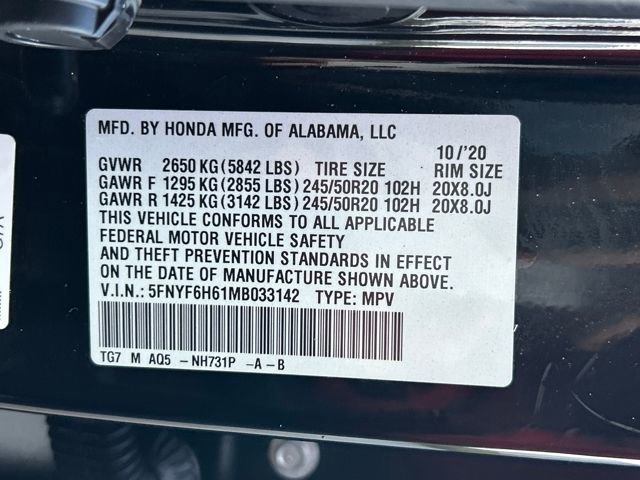 MFD. BY HONDA MFG. OF ALABAMA, LLC
10/'20
GVWR 2650 KG (5842 LBS) TIRE SIZE RIM SIZE
GAWR F 1295 KG (2855 LBS) 245/50R20 102H 20X8.0J
GAWR R 1425 KG (3142 LBS) 245/50R20 102H 20X8.0J
THIS VEHICLE CONFORMS TO ALL APPLICABLE
FEDERAL MOTOR VEHICLE SAFETY
AND THEFT PREVENTION STANDARDS IN EFFECT
ON THE DATE OF MANUFACTURE SHOWN ABOVE.
V.I.N.: 5FNYF6H61MB033142 TYPE: MPV
TG7 M AQ5 -NH731P -A-B